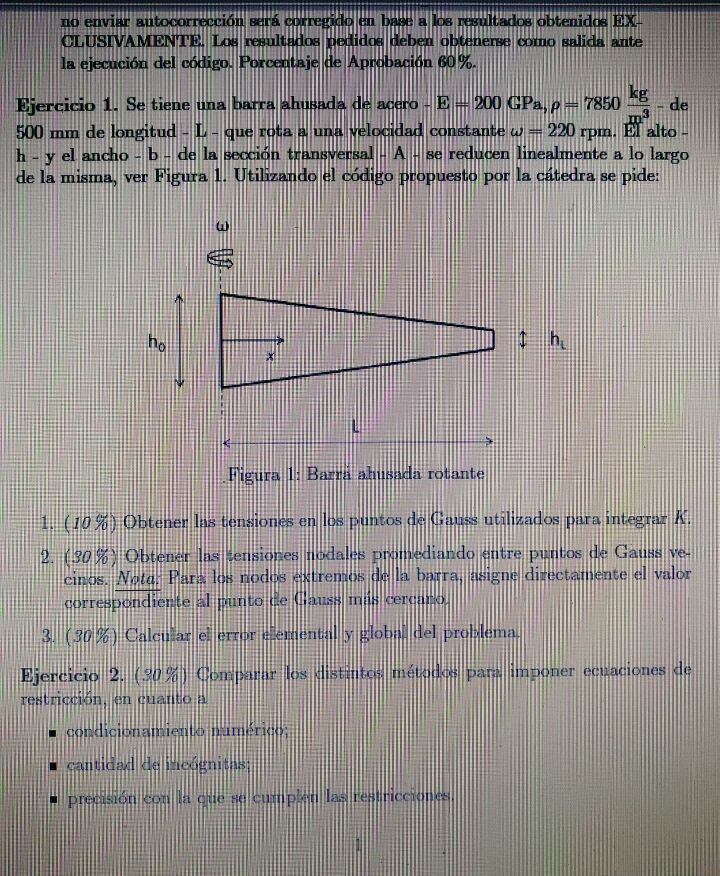 no enviar autocorrección será corregido en base a los resultados obtenidos EX-
CLUSIVAMENTE. Los resultados pedidos deben obtenerse como salida ante
la ejecución del código. Porcentaje de Aprobación 60 %.
Ejercicio 1. Se tiene una barra ahusada de acero - E = 200 GPa, ρ = 7850 kg/m³ - de
500 mm de longitud - L - que rota a una velocidad constante ω = 220 rpm. El alto -
h - y el ancho - b - de la sección transversal - A - se reducen linealmente a lo largo
de la misma, ver Figura 1. Utilizando el código propuesto por la cátedra se pide:
ω
h₀
x
h_L
L
Figura 1: Barra ahusada rotante
1. (10 %) Obtener las tensiones en los puntos de Gauss utilizados para integrar K.
2. (30 %) Obtener las tensiones nodales promediando entre puntos de Gauss ve-
cinos. Nota: Para los nodos extremos de la barra, asigne directamente el valor
correspondiente al punto de Gauss más cercano.
3. (30 %) Calcular el error elemental y global del problema.
Ejercicio 2. (30 %) Comparar los distintos métodos para imponer ecuaciones de
restricción, en cuanto a
▪ condicionamiento numérico;
▪ cantidad de incógnitas;
▪ precisión con la que se cumplen las restricciones.
1